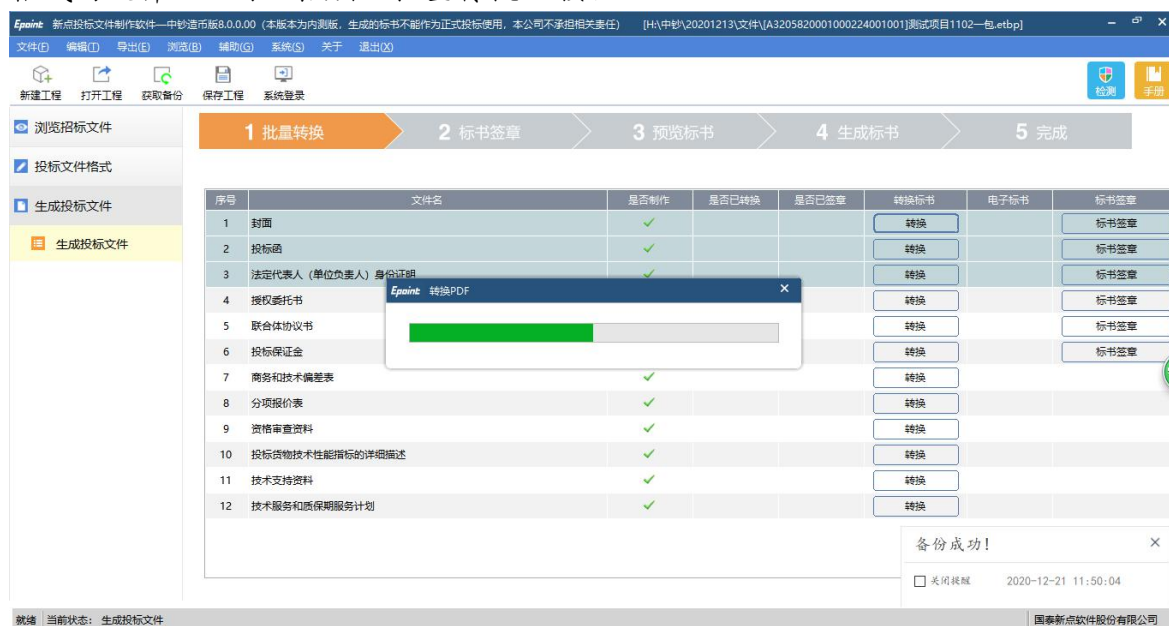 Epoint 新点投标文件制作软件—中钞造币版8.0.0.0（本版本为内测版，生成的标书不能作为正式投标使用，本公司不承担相关责任） [H:\中钞\20201213\文件\[A3205820001000224001001]测试项目1102一包.etbp]
文件(F) 编辑(T) 导出(E) 浏览(B) 辅助(G) 系统(S) 关于 退出(X)
新建工程 打开工程 获取备份 保存工程 系统登录 检测 手册
浏览招标文件
投标文件格式
生成投标文件
生成投标文件
1 批量转换 2 标书签章 3 预览标书 4 生成标书 5 完成
序号 文件名 是否制作 是否已转换 是否已签章 转换标书 电子标书 标书签章
1 封面 转换 标书签章
2 投标函 转换 标书签章
3 法定代表人（单位负责人）身份证明 转换 标书签章
4 授权委托书 转换 标书签章
5 联合体协议书 转换 标书签章
6 投标保证金 转换 标书签章
7 商务和技术偏差表 转换
8 分项报价表 转换
9 资格审查资料 转换
10 投标货物技术性能指标的详细描述 转换
11 技术支持资料 转换
12 技术服务和质保期服务计划 转换
Epoint 转换PDF
备份成功！
关闭提醒 2020-12-21 11:50:04
就绪 当前状态：生成投标文件 国泰新点软件股份有限公司